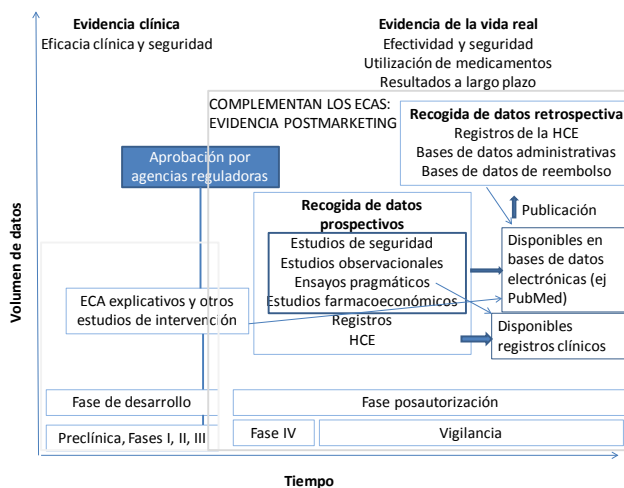 Evidencia clínica
Eficacia clínica y seguridad
Evidencia de la vida real
Efectividad y seguridad
Utilización de medicamentos
Resultados a largo plazo
COMPLEMENTAN LOS ECAS:
EVIDENCIA POSTMARKETING
Recogida de datos retrospectiva
Registros de la HCE
Bases de datos administrativas
Bases de datos de reembolso
Aprobación por
agencias reguladoras
Publicación
Recogida de datos
prospectivos
Estudios de seguridad
Estudios observacionales
Ensayos pragmáticos
Estudios farmacoeconómicos
Registros
HCE
Disponibles en
bases de datos
electrónicas (ej
PubMed)
ECA explicativos y otros
estudios de intervención
Disponibles
registros clínicos
Volumen de datos
Fase de desarrollo
Fase posautorización
Preclínica, Fases I, II, III
Fase IV
Vigilancia
Tiempo